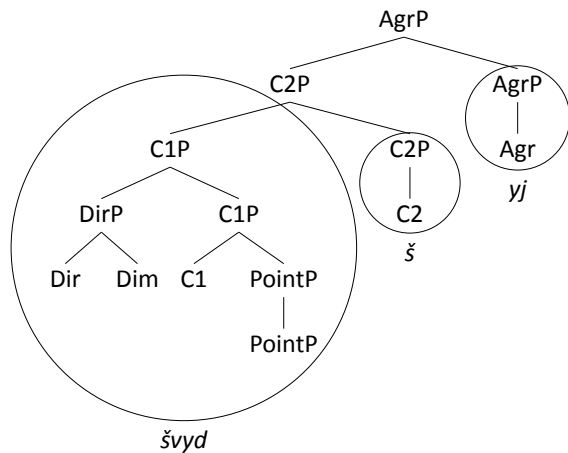 AgrP
C2P AgrP
C1P C2P Agr
yj
DirP C1P C2
š
Dir Dim C1 PointP
PointP
švyd